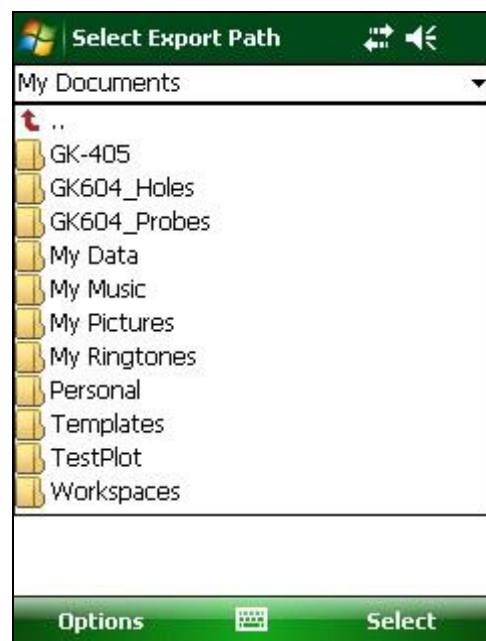 Select Export Path
My Documents
..
GK-405
GK604_Holes
GK604_Probes
My Data
My Music
My Pictures
My Ringtones
Personal
Templates
TestPlot
Workspaces
Options Select